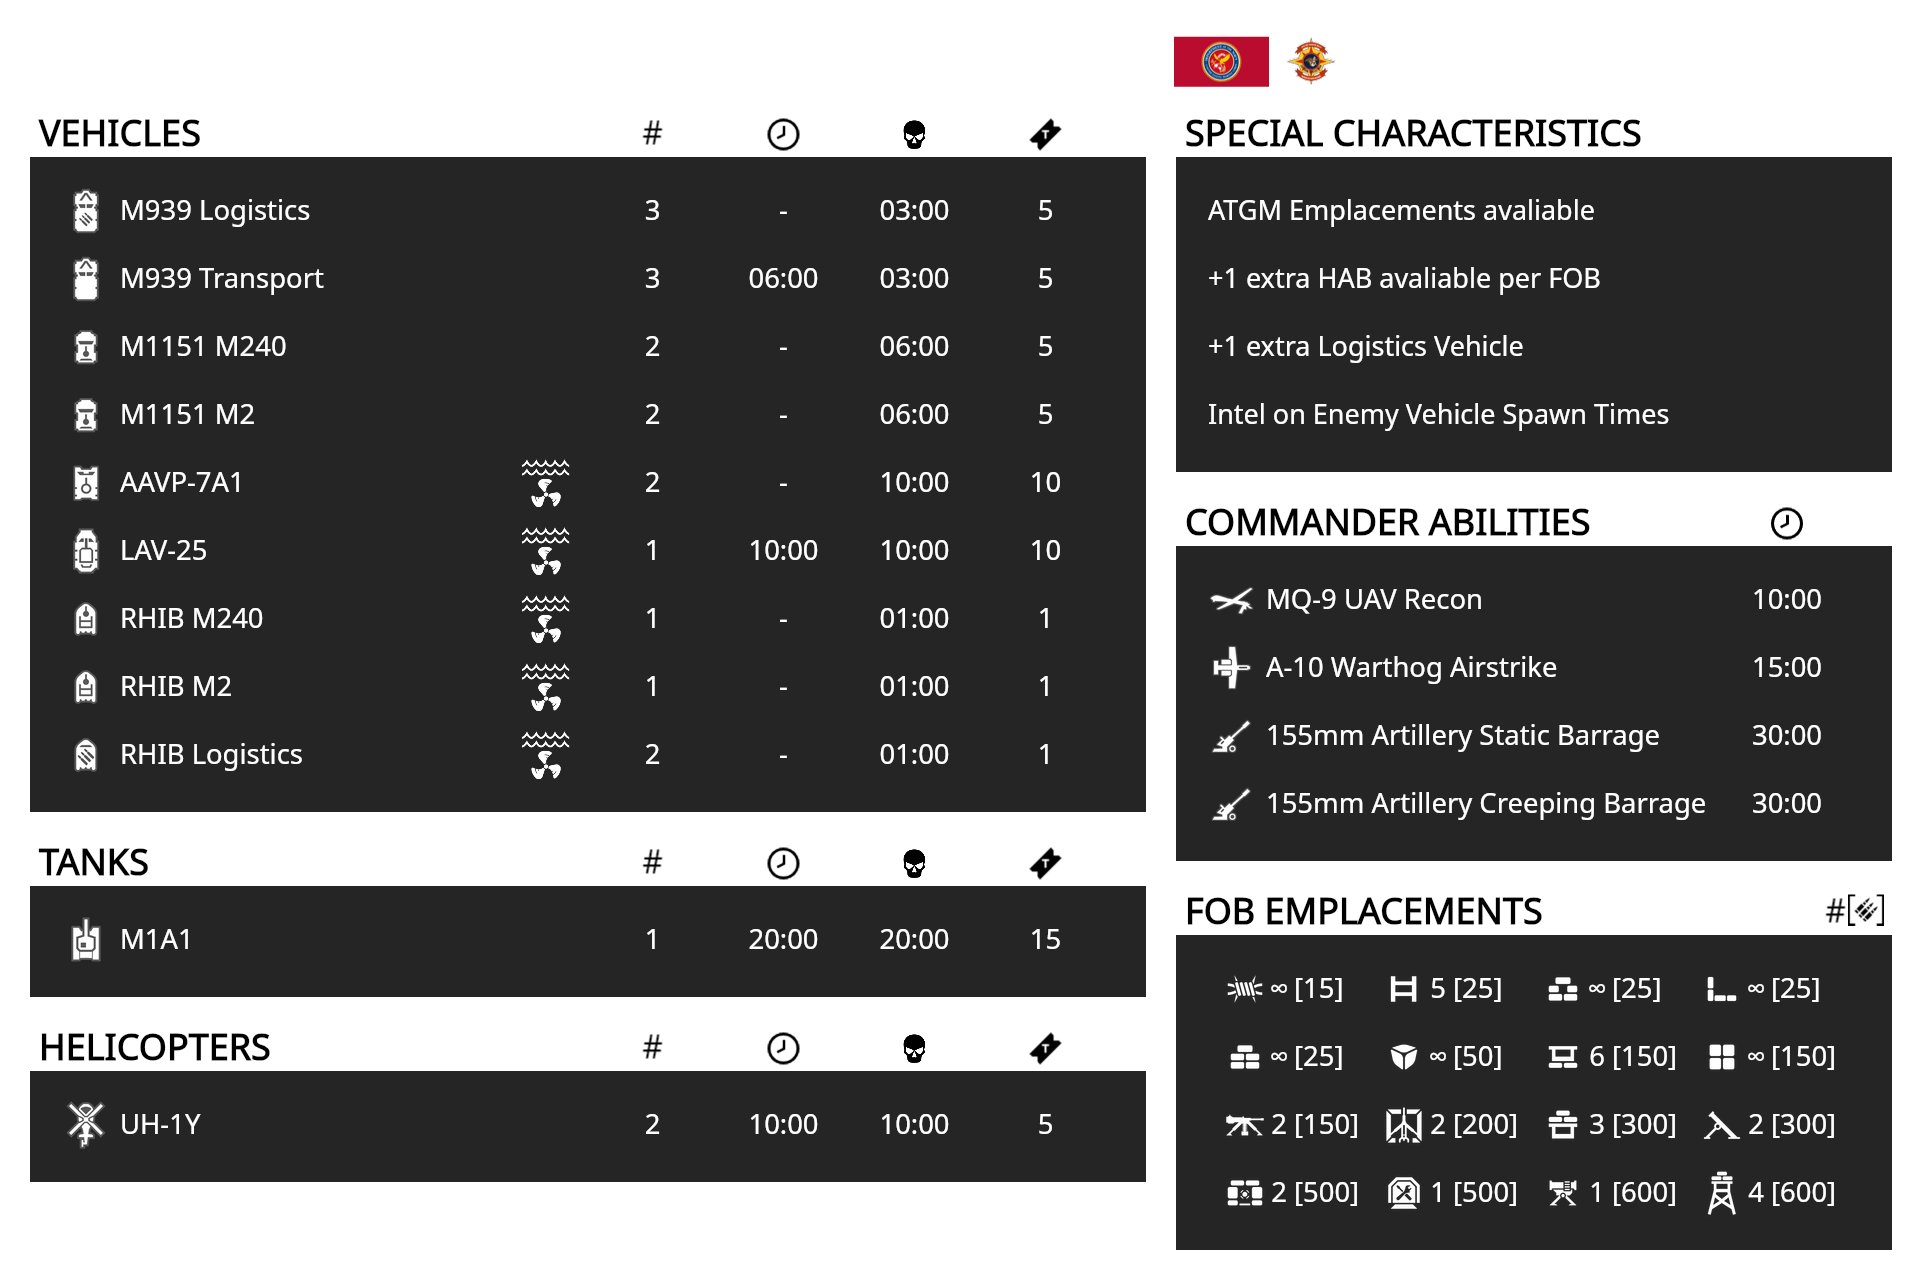 VEHICLES #
M939 Logistics 3 - 03:00 5
M939 Transport 3 06:00 03:00 5
M1151 M240 2 - 06:00 5
M1151 M2 2 - 06:00 5
AAVP-7A1 2 - 10:00 10
LAV-25 1 10:00 10:00 10
RHIB M240 1 - 01:00 1
RHIB M2 1 - 01:00 1
RHIB Logistics 2 - 01:00 1
TANKS #
M1A1 1 20:00 20:00 15
HELICOPTERS #
UH-1Y 2 10:00 10:00 5
SPECIAL CHARACTERISTICS
ATGM Emplacements avaliable
+1 extra HAB avaliable per FOB
+1 extra Logistics Vehicle
Intel on Enemy Vehicle Spawn Times
COMMANDER ABILITIES
MQ-9 UAV Recon 10:00
A-10 Warthog Airstrike 15:00
155mm Artillery Static Barrage 30:00
155mm Artillery Creeping Barrage 30:00
FOB EMPLACEMENTS #[]
∞ [15] 5 [25] ∞ [25] ∞ [25]
∞ [25] ∞ [50] 6 [150] ∞ [150]
2 [150] 2 [200] 3 [300] 2 [300]
2 [500] 1 [500] 1 [600] 4 [600]